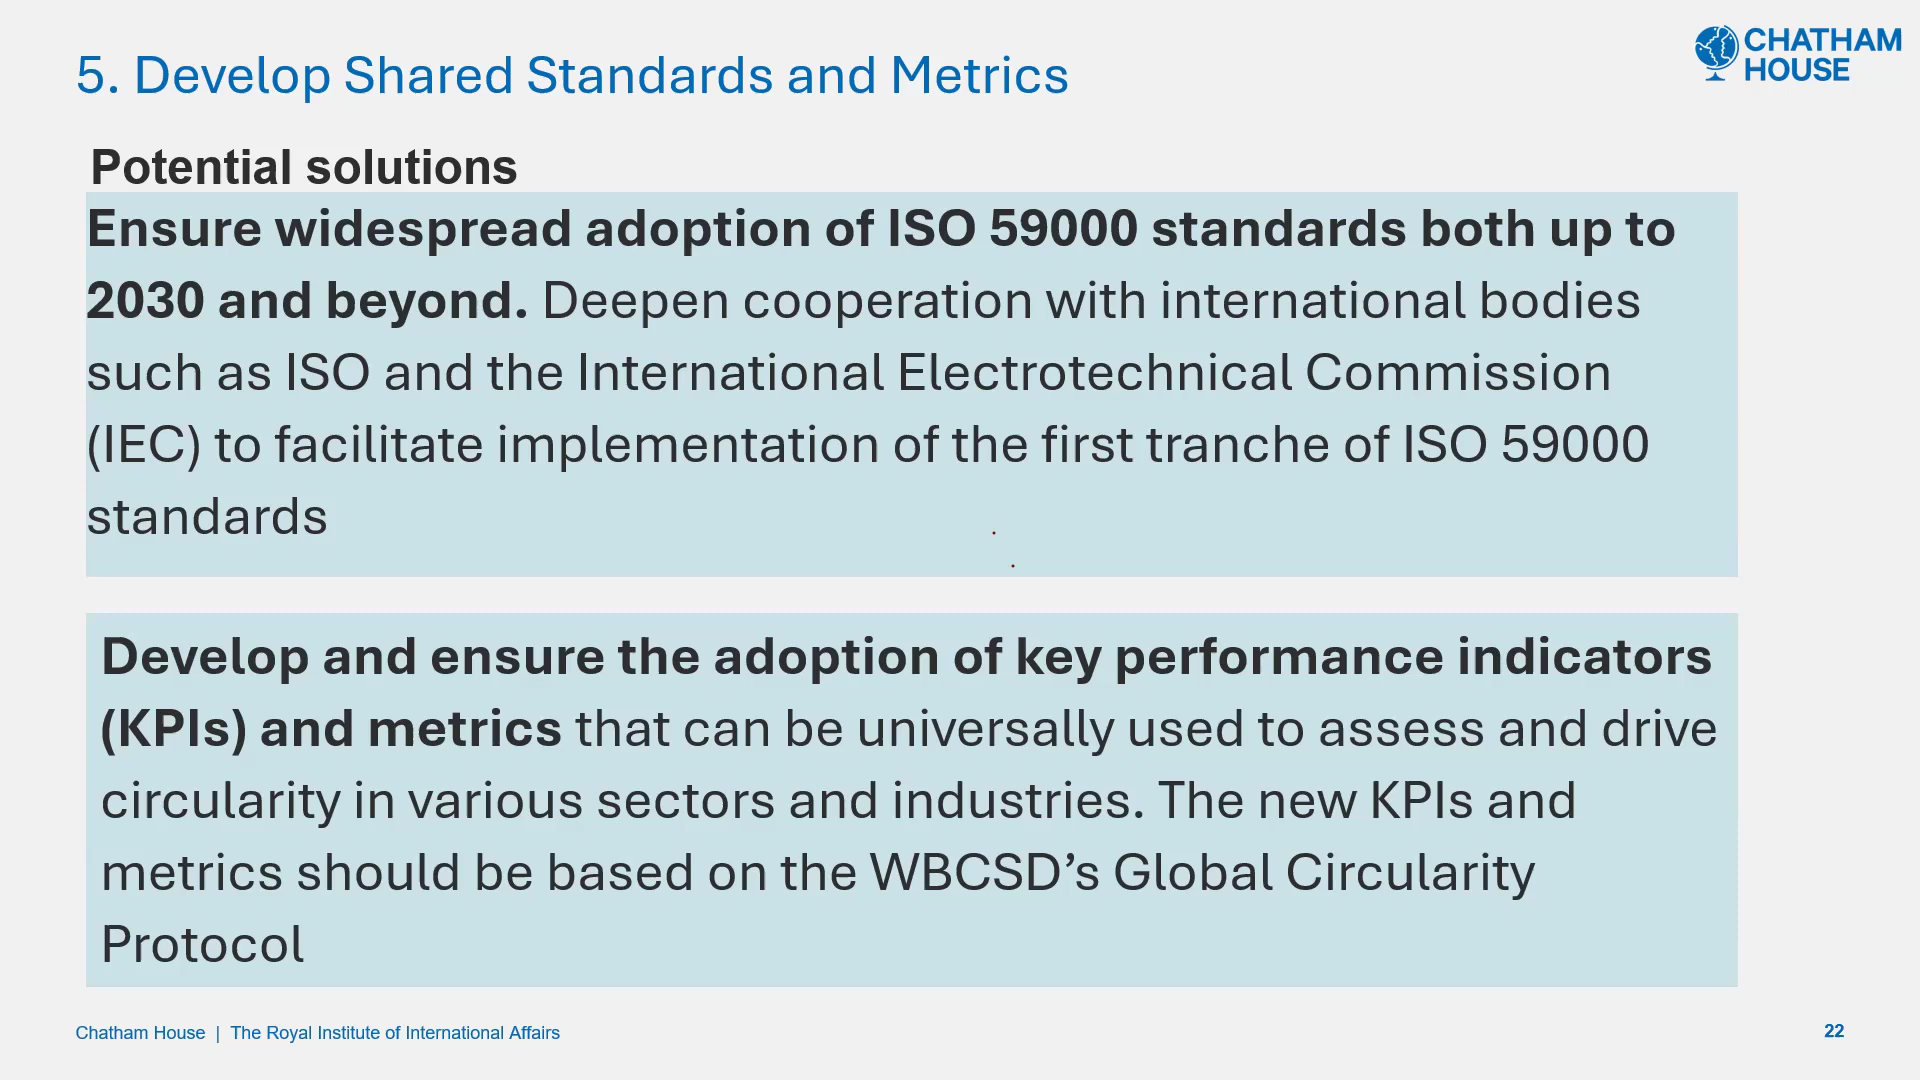 5. Develop Shared Standards and Metrics
CHATHAM
HOUSE
Potential solutions
Ensure widespread adoption of ISO 59000 standards both up to
2030 and beyond. Deepen cooperation with international bodies
such as ISO and the International Electrotechnical Commission
(IEC) to facilitate implementation of the first tranche of ISO 59000
standards
Develop and ensure the adoption of key performance indicators
(KPIs) and metrics that can be universally used to assess and drive
circularity in various sectors and industries. The new KPIs and
metrics should be based on the WBCSD’s Global Circularity
Protocol
Chatham House | The Royal Institute of International Affairs
22